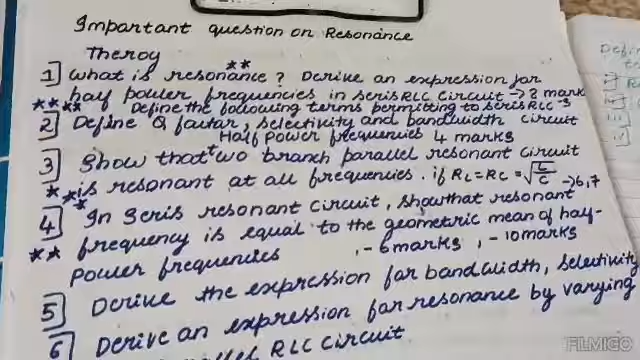 Important question on Resonance
Theroy
1] What is resonance ? Derive an expression for
half power frequencies in seris RLC circuit → 8 mark
**** Define the following terms permitting to seris RLC →
2] Define Q factor, selectivity and bandwidth circuit
Half power frequencies 4 marks
3] Show that two branch parallel resonant circuit
is resonant at all frequencies . if RL = RC = √L/C → 6,7
4] In Seris resonant circuit, show that resonant
** frequency is equal to the geometric mean of half-
power frequencies , - 6 marks , - 10 marks
5] Derive the expression for bandwidth, selectivity
6] Derive an expression for resonance by varying
RLC circuit
FILMIGO